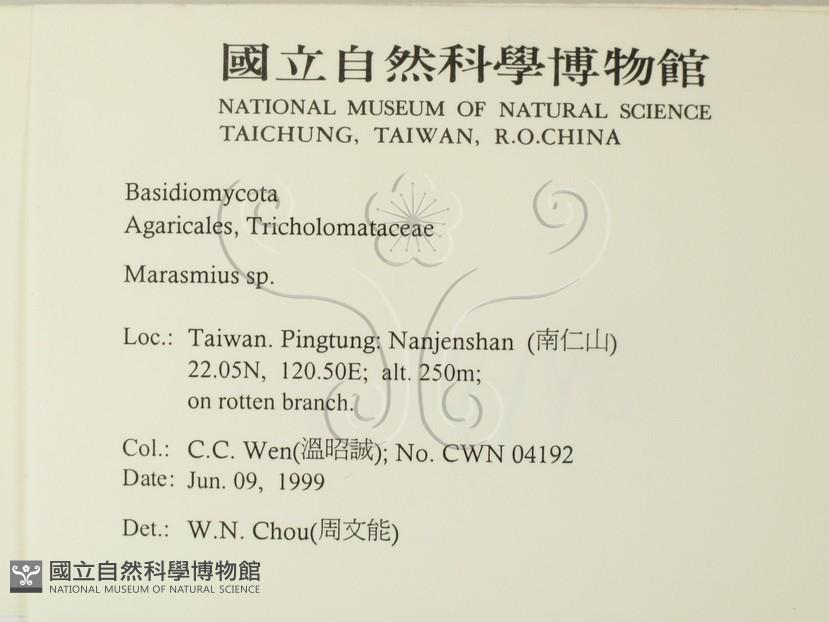 國立自然科學博物館
NATIONAL MUSEUM OF NATURAL SCIENCE
TAICHUNG, TAIWAN, R.O.CHINA
Basidiomycota
Agaricales, Tricholomataceae
Marasmius sp.
Loc.: Taiwan. Pingtung: Nanjenshan (南仁山)
22.05N, 120.50E; alt. 250m;
on rotten branch.
Col.: C.C. Wen(溫昭誠); No. CWN 04192
Date: Jun. 09, 1999
Det.: W.N. Chou(周文能)
國立自然科學博物館
NATIONAL MUSEUM OF NATURAL SCIENCE